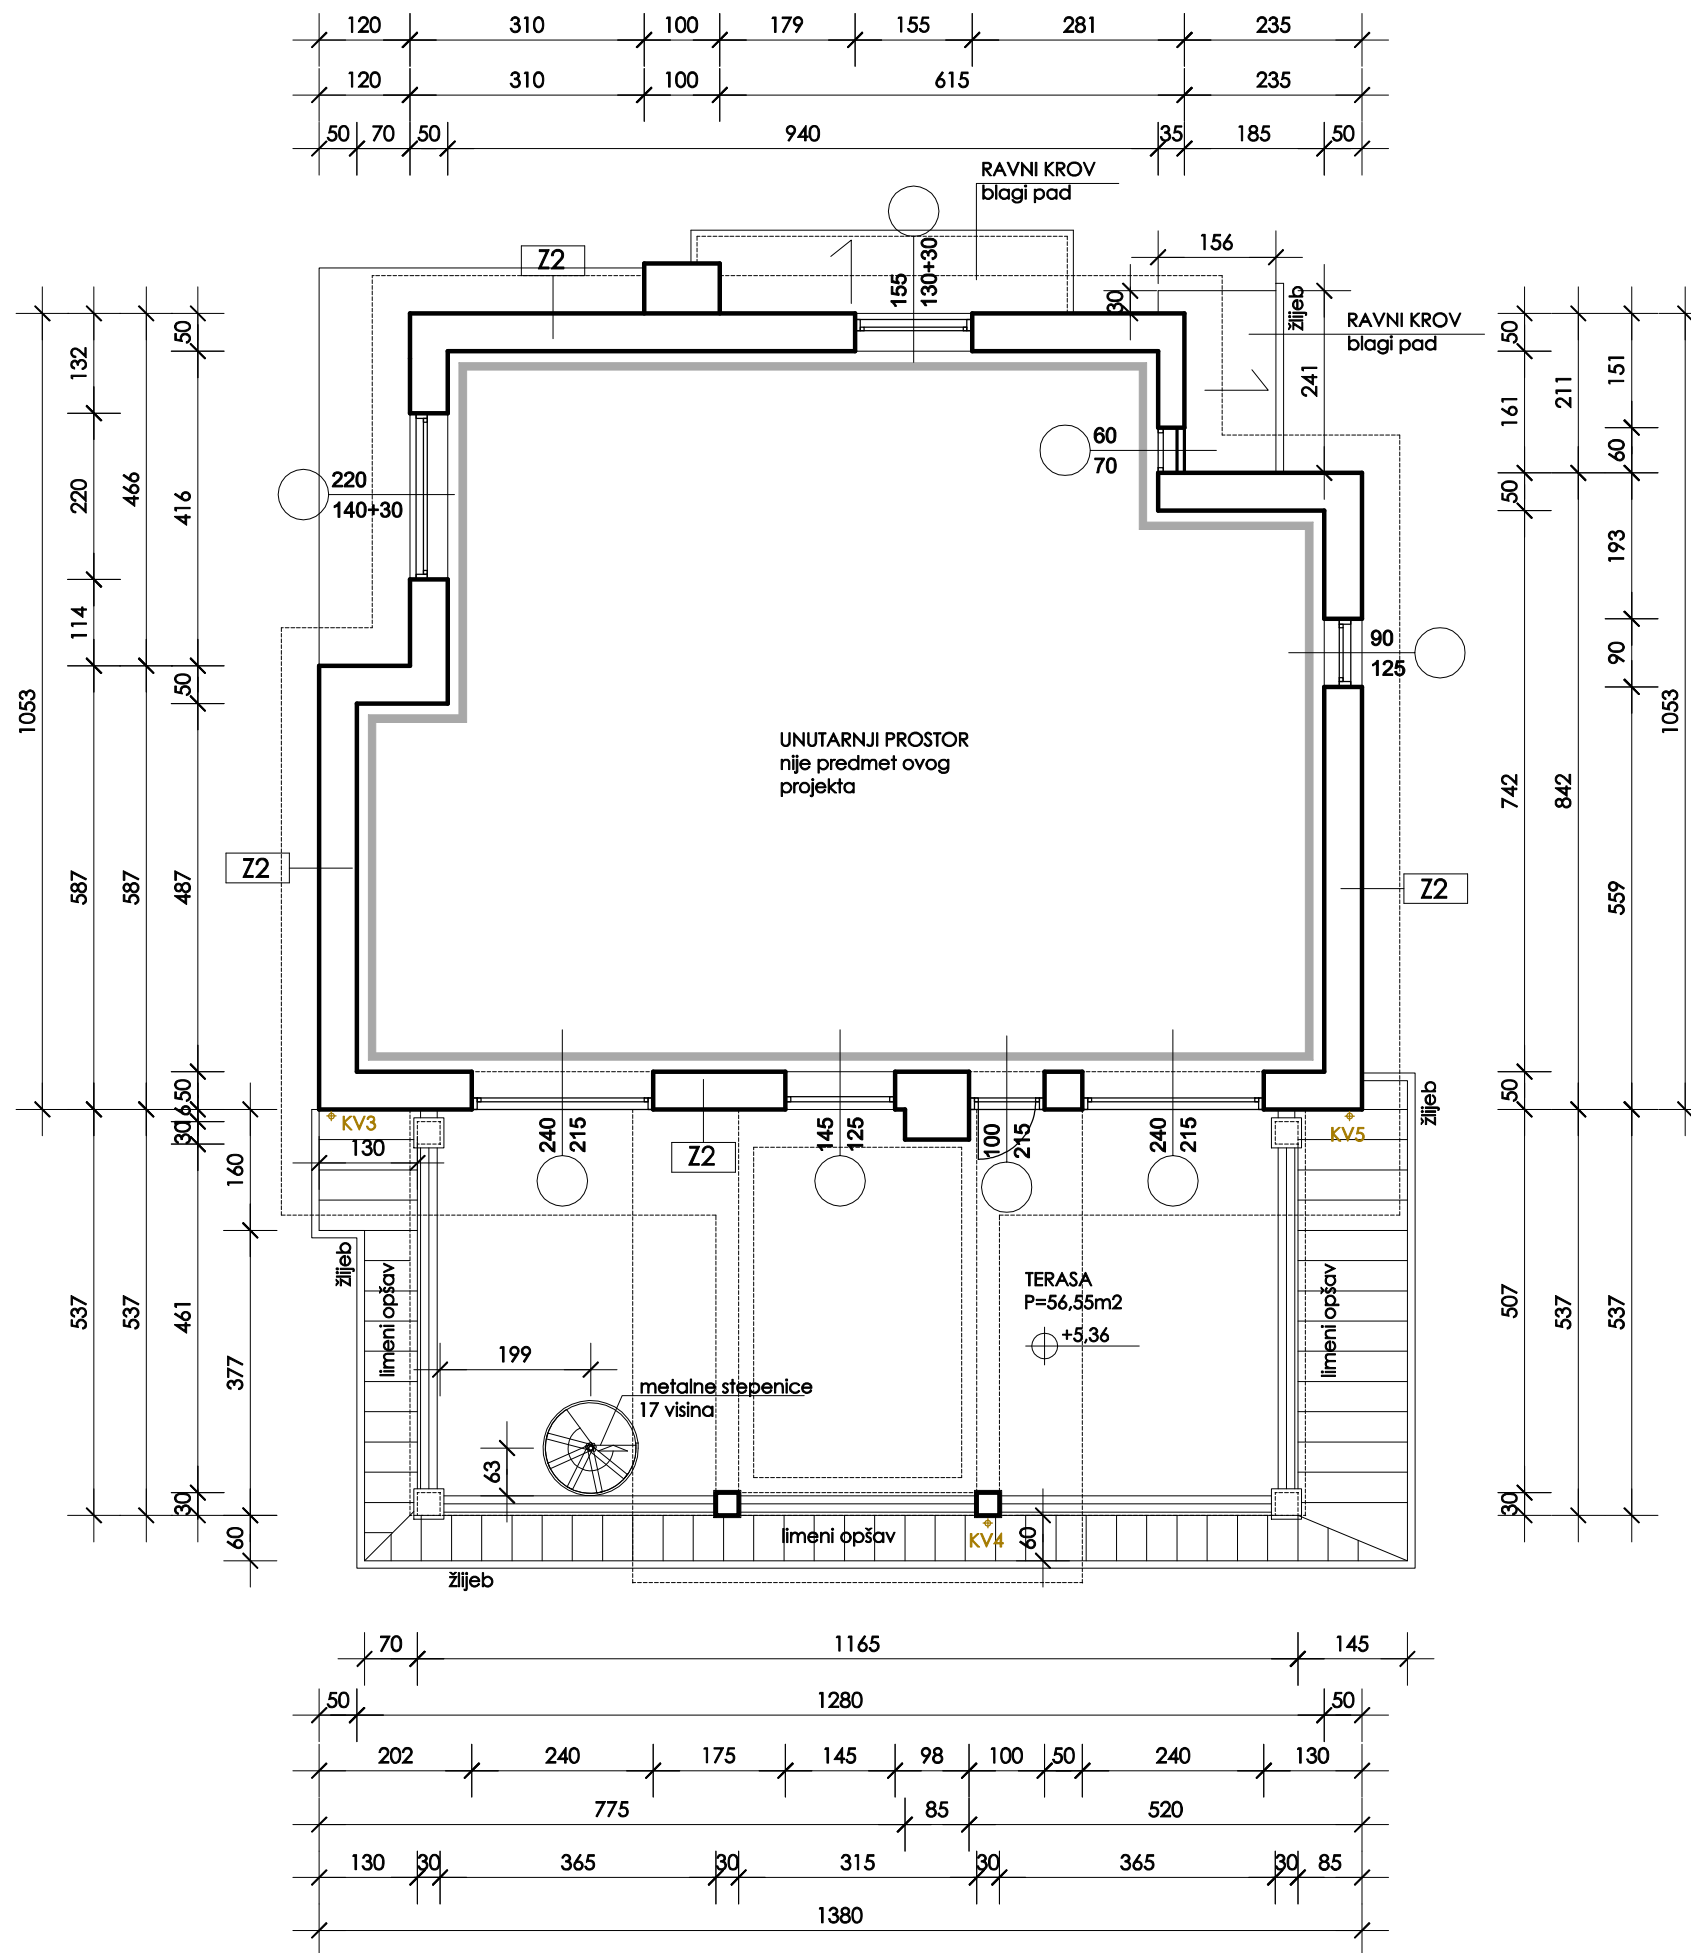 120 310 100 179 155 281 235
120 310 100 615 235
50 70 50 940 35 185 50
RAVNI KROV
blagi pad
Z2
155
130+30
156
30
žlijeb
RAVNI KROV
blagi pad
241
60
70
220
140+30
90
125
1053
132 220 114 587 537
466 587 537
50 416 50 487 50 6 30 461 30
160 377 60
50 161 50 742 50 507 30
211 842 537
151 60 193 90 559 537
1053
UNUTARNJI PROSTOR
nije predmet ovog
projekta
Z2
Z2
KV3
130
240
215
Z2
145
125
100
215
240
215
KV5
žlijeb
žlijeb
limeni opšav
TERASA
P=56,55m2
+5,36
limeni opšav
199
metalne stepenice
17 visina
63
limeni opšav
KV4
60
žlijeb
70 1165 145
50 1280 50
202 240 175 145 98 100 50 240 130
775 85 520
130 30 365 30 315 30 365 30 85
1380